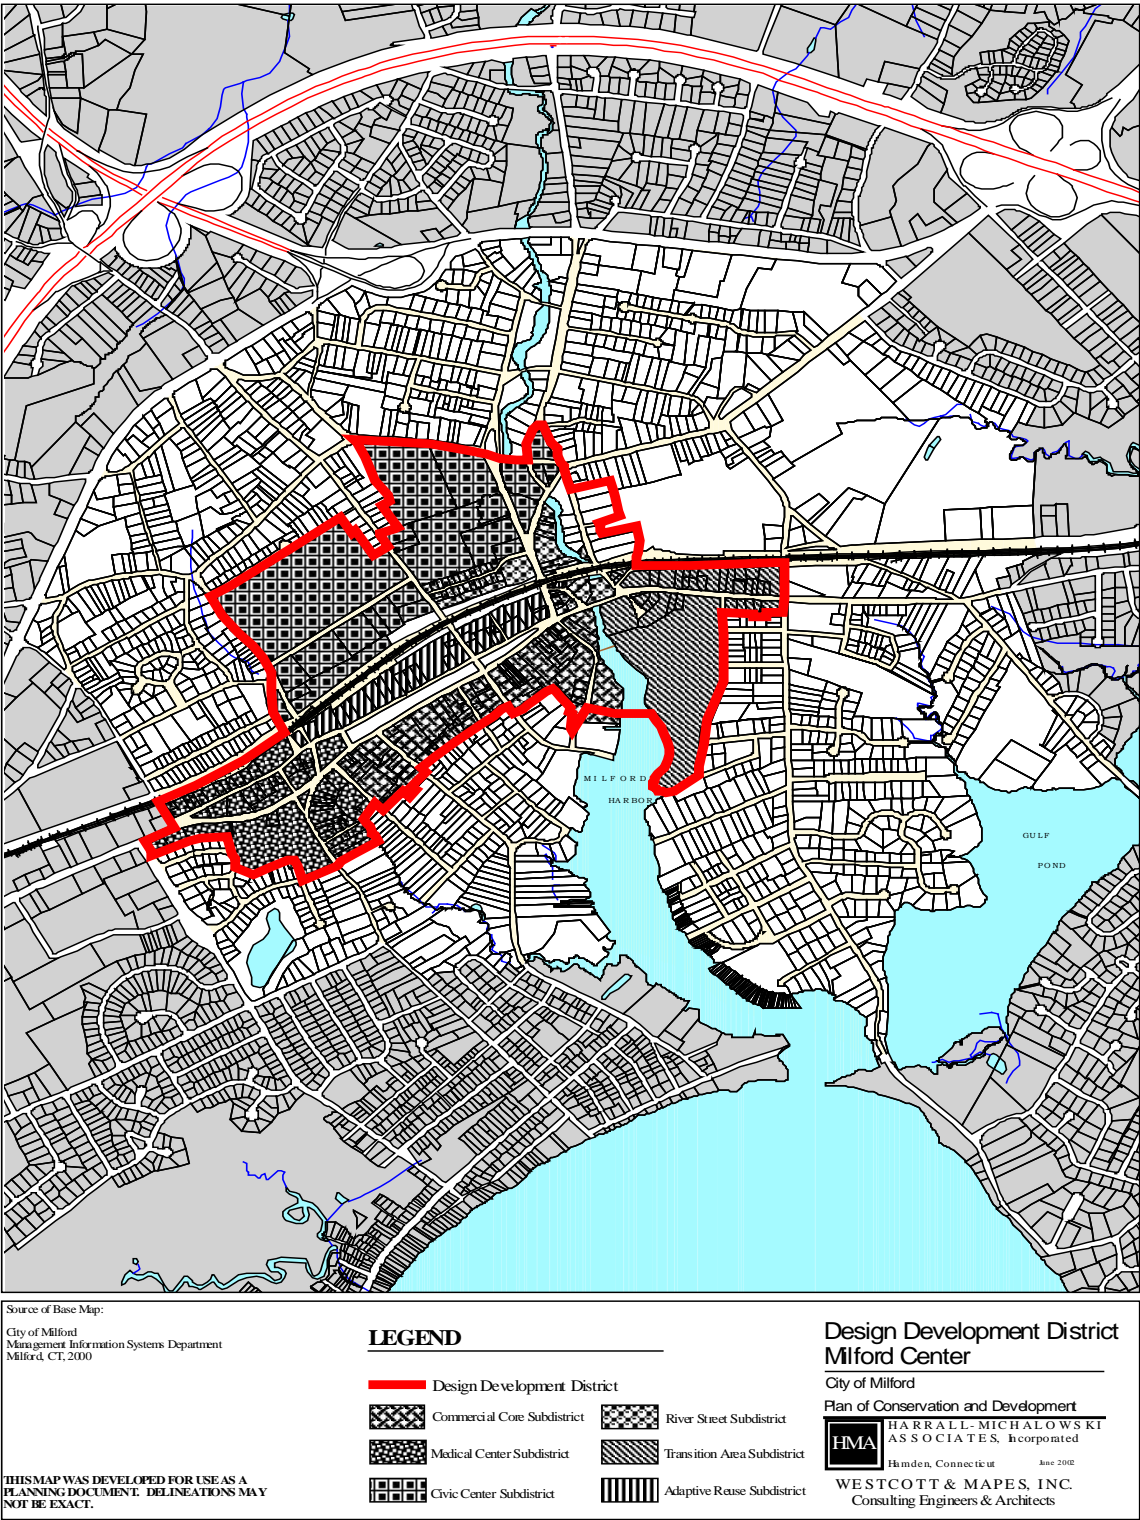 MILFORD
HARBOR
GULF
POND
Source of Base Map:
City of Milford
Management Information Systems Department
Milford, CT, 2000
THIS MAP WAS DEVELOPED FOR USE AS A
PLANNING DOCUMENT. DELINEATIONS MAY
NOT BE EXACT.
LEGEND
Design Development District
Commercial Core Subdistrict
River Street Subdistrict
Medical Center Subdistrict
Transition Area Subdistrict
Civic Center Subdistrict
Adaptive Reuse Subdistrict
Design Development District
Milford Center
City of Milford
Plan of Conservation and Development
HMA
HARRALL-MICHALOWSKI
ASSOCIATES, Incorporated
Hamden, Connecticut June 2002
WESTCOTT & MAPES, INC.
Consulting Engineers & Architects